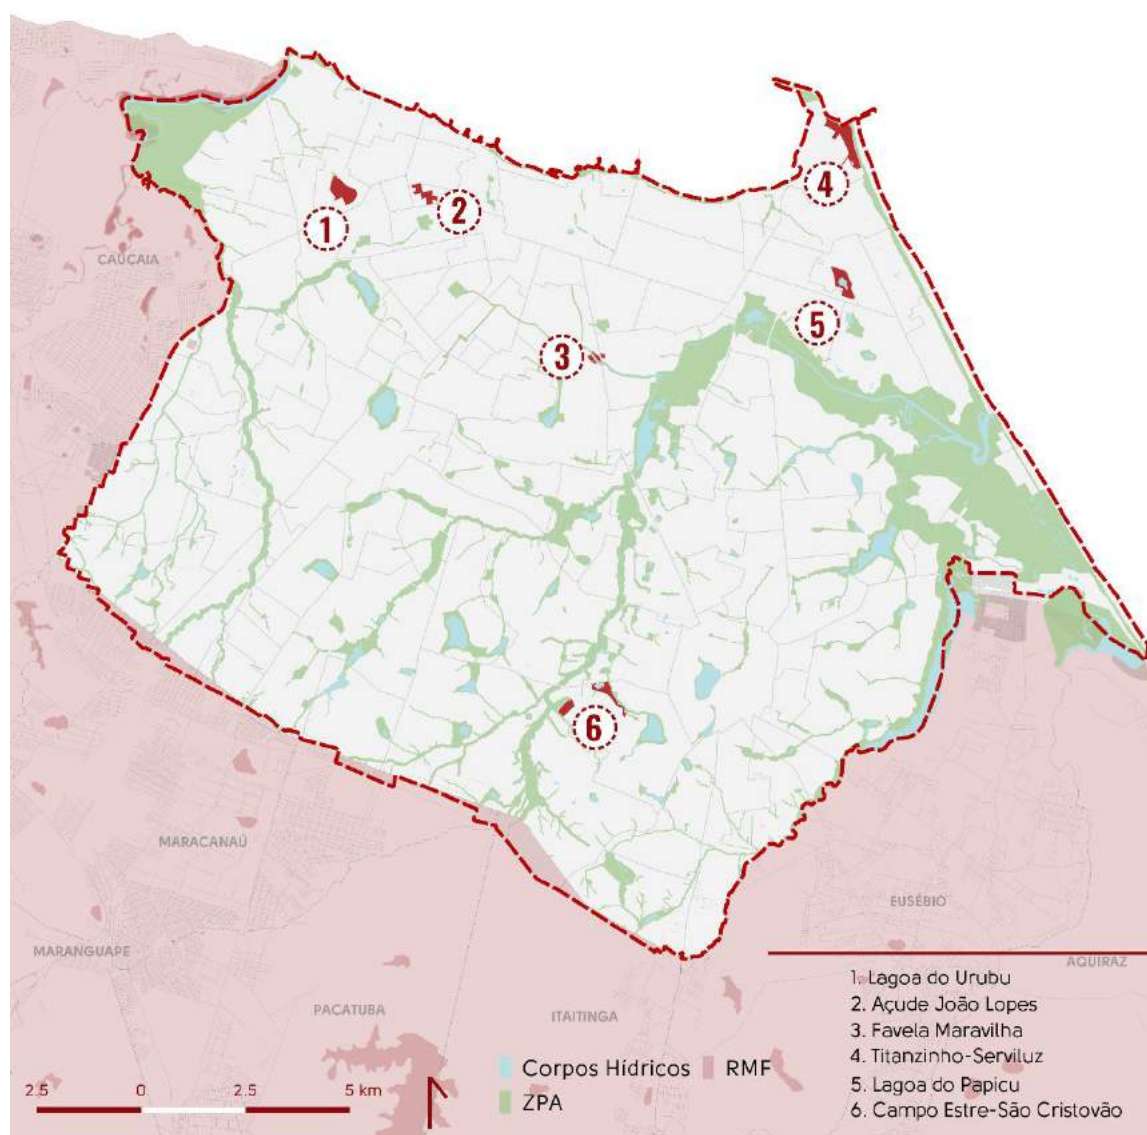 4
1
2
CAUCAIA
5
3
6
MARACANAÚ
EUSÉBIO
MARANGUAPE
AQUIRAZ
PACATUBA
ITAITINGA
1. Lagoa do Urubu
2. Açude João Lopes
3. Favela Maravilha
4. Titanzinho-Serviluz
5. Lagoa do Papicu
6. Campo Estre-São Cristovão
Corpos Hídricos
RMF
ZPA
2.5 0 2.5 5 km